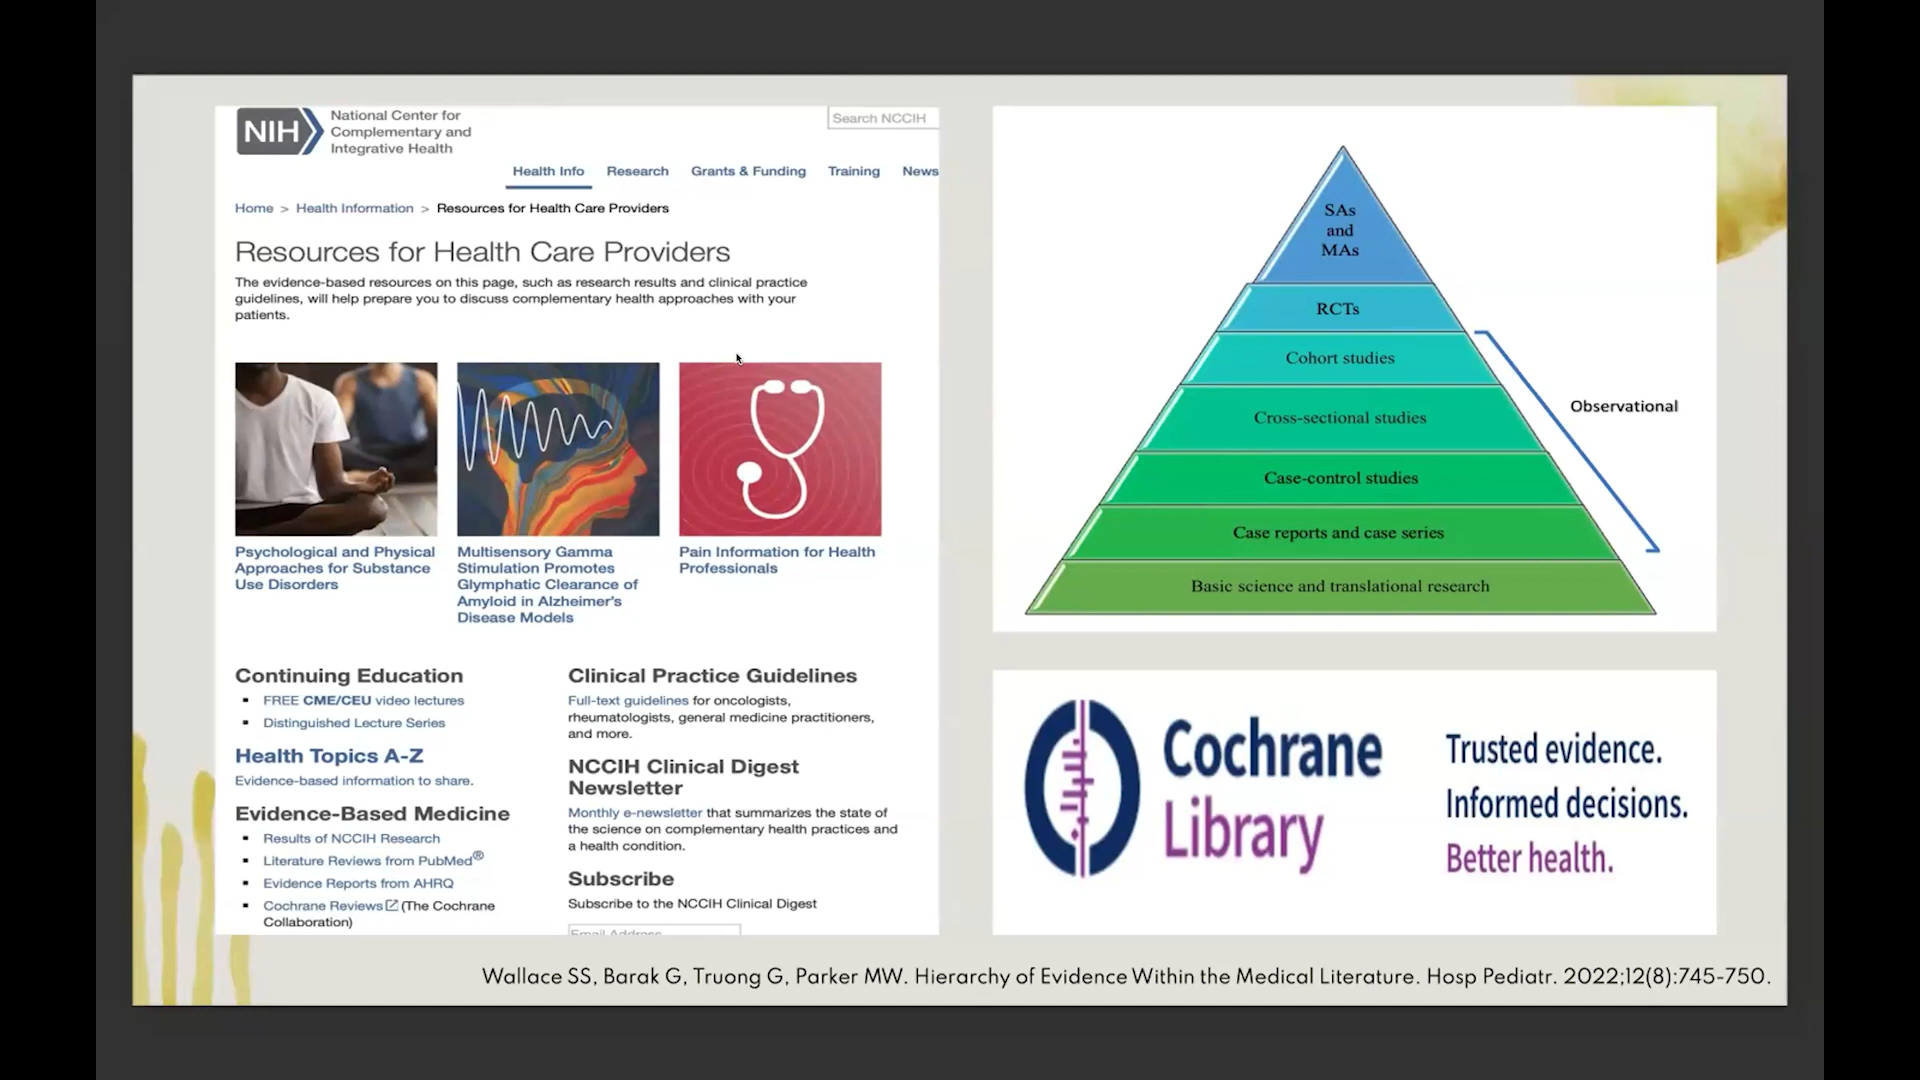 NIH
National Center for
Complementary and
Integrative Health
Search NCCIH
Health Info Research Grants & Funding Training News
Home > Health Information > Resources for Health Care Providers
Resources for Health Care Providers
The evidence-based resources on this page, such as research results and clinical practice
guidelines, will help prepare you to discuss complementary health approaches with your
patients.
Psychological and Physical
Approaches for Substance
Use Disorders
Multisensory Gamma
Stimulation Promotes
Glymphatic Clearance of
Amyloid in Alzheimer's
Disease Models
Pain Information for Health
Professionals
Continuing Education
▪ FREE CME/CEU video lectures
▪ Distinguished Lecture Series
Health Topics A-Z
Evidence-based information to share.
Evidence-Based Medicine
▪ Results of NCCIH Research
▪ Literature Reviews from PubMed®
▪ Evidence Reports from AHRQ
▪ Cochrane Reviews (The Cochrane
Collaboration)
Clinical Practice Guidelines
Full-text guidelines for oncologists,
rheumatologists, general medicine practitioners,
and more.
NCCIH Clinical Digest
Newsletter
Monthly e-newsletter that summarizes the state of
the science on complementary health practices and
a health condition.
Subscribe
Subscribe to the NCCIH Clinical Digest
Email Address
SAs
and
MAs
RCTs
Cohort studies
Cross-sectional studies
Case-control studies
Case reports and case series
Basic science and translational research
Observational
Cochrane
Library
Trusted evidence.
Informed decisions.
Better health.
Wallace SS, Barak G, Truong G, Parker MW. Hierarchy of Evidence Within the Medical Literature. Hosp Pediatr. 2022;12(8):745-750.